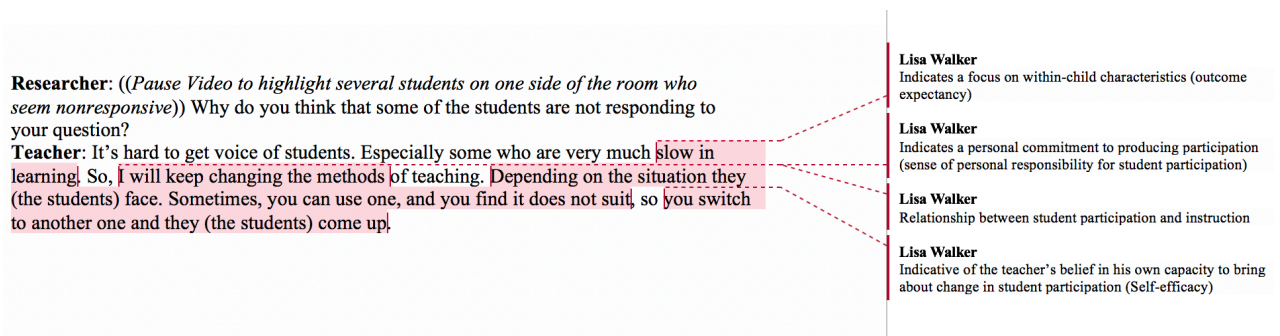 Researcher: ((Pause Video to highlight several students on one side of the room who
seem nonresponsive)) Why do you think that some of the students are not responding to
your question?
Teacher: It's hard to get voice of students. Especially some who are very much slow in
learning. So, I will keep changing the methods of teaching. Depending on the situation they
(the students) face. Sometimes, you can use one, and you find it does not suit, so you switch
to another one and they (the students) come up.
Lisa Walker
Indicates a focus on within-child characteristics (outcome
expectancy)
Lisa Walker
Indicates a personal commitment to producing participation
(sense of personal responsibility for student participation)
Lisa Walker
Relationship between student participation and instruction
Lisa Walker
Indicative of the teacher's belief in his own capacity to bring
about change in student participation (Self-efficacy)